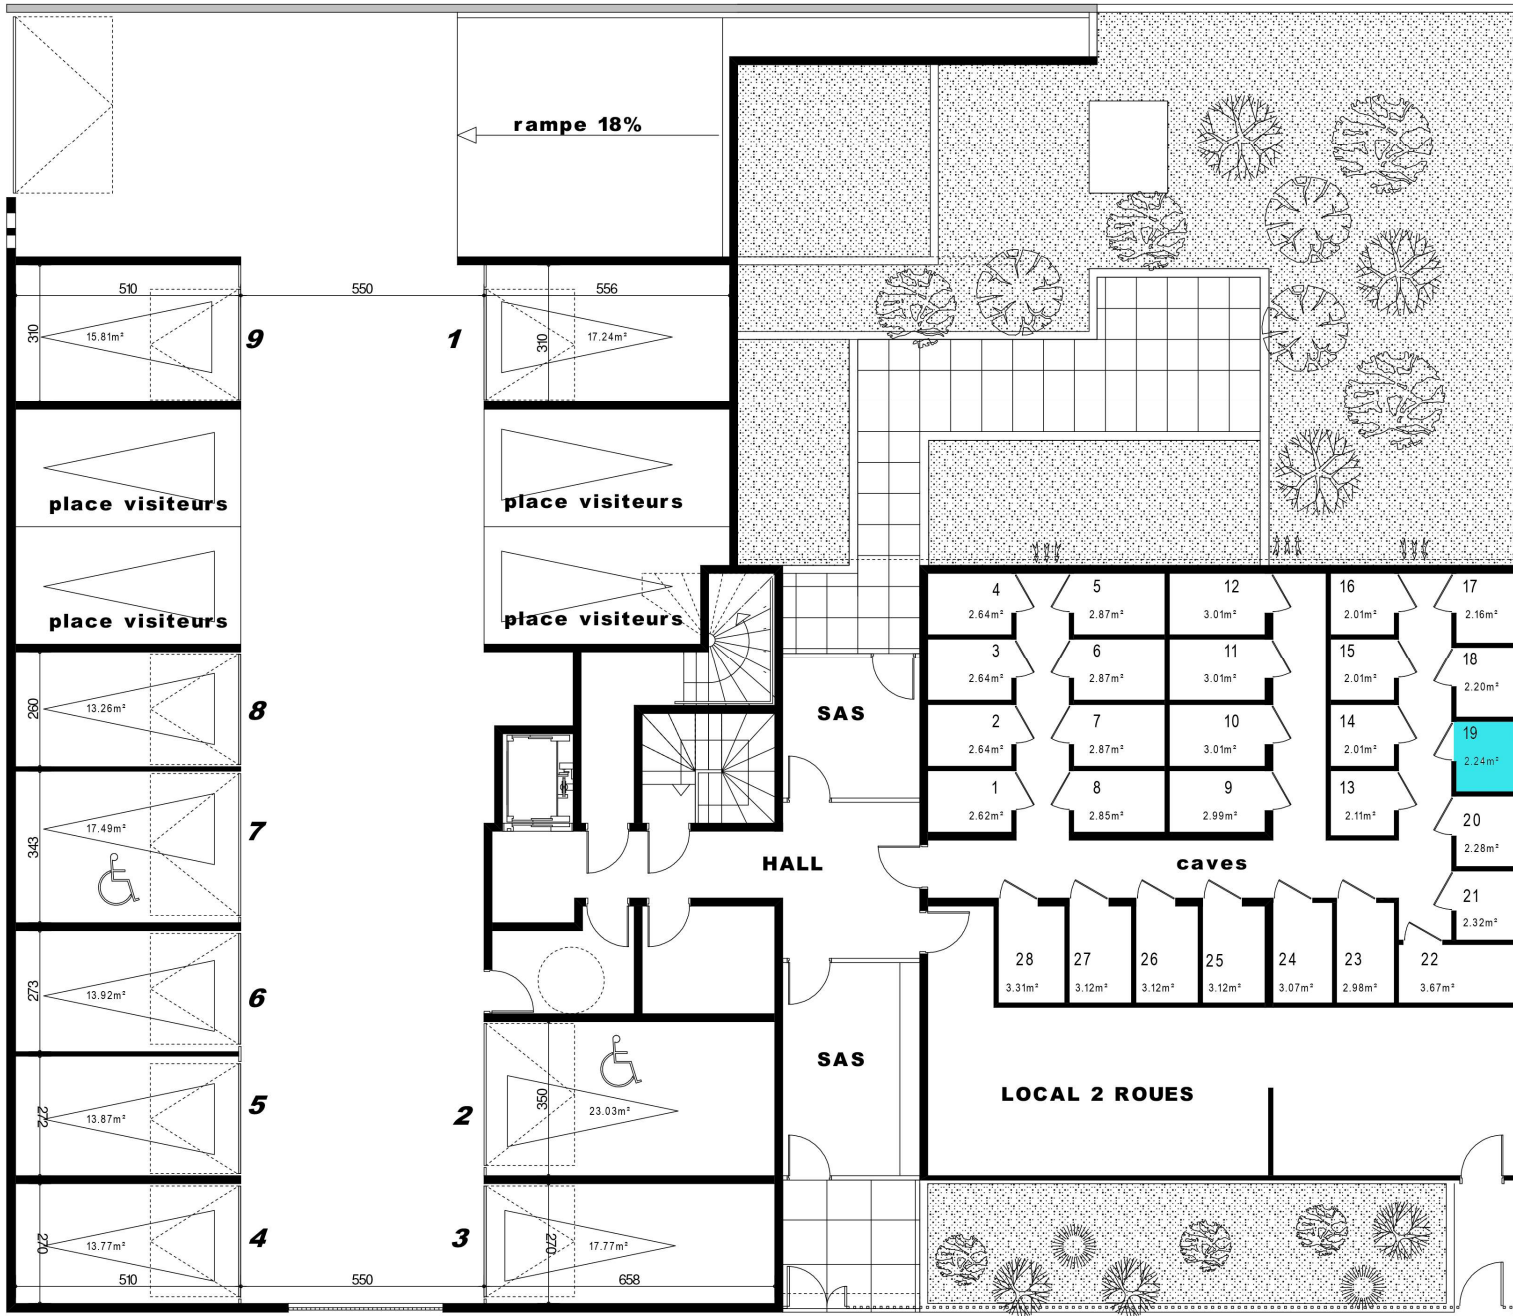 rampe 18%
510
550
556
310
15.81m²
9
1
310
17.24m²
place visiteurs
place visiteurs
place visiteurs
place visiteurs
260
13.26m²
8
343
17.49m²
7
273
13.92m²
6
272
13.87m²
5
270
13.77m²
4
510
550
658
2
350
23.03m²
3
270
17.77m²
SAS
HALL
SAS
caves
LOCAL 2 ROUES
4
2.64m²
5
2.87m²
12
3.01m²
16
2.01m²
17
2.16m²
3
2.64m²
6
2.87m²
11
3.01m²
15
2.01m²
18
2.20m²
2
2.64m²
7
2.87m²
10
3.01m²
14
2.01m²
19
2.24m²
1
2.62m²
8
2.85m²
9
2.99m²
13
2.11m²
20
2.28m²
21
2.32m²
28
3.31m²
27
3.12m²
26
3.12m²
25
3.12m²
24
3.07m²
23
2.98m²
22
3.67m²